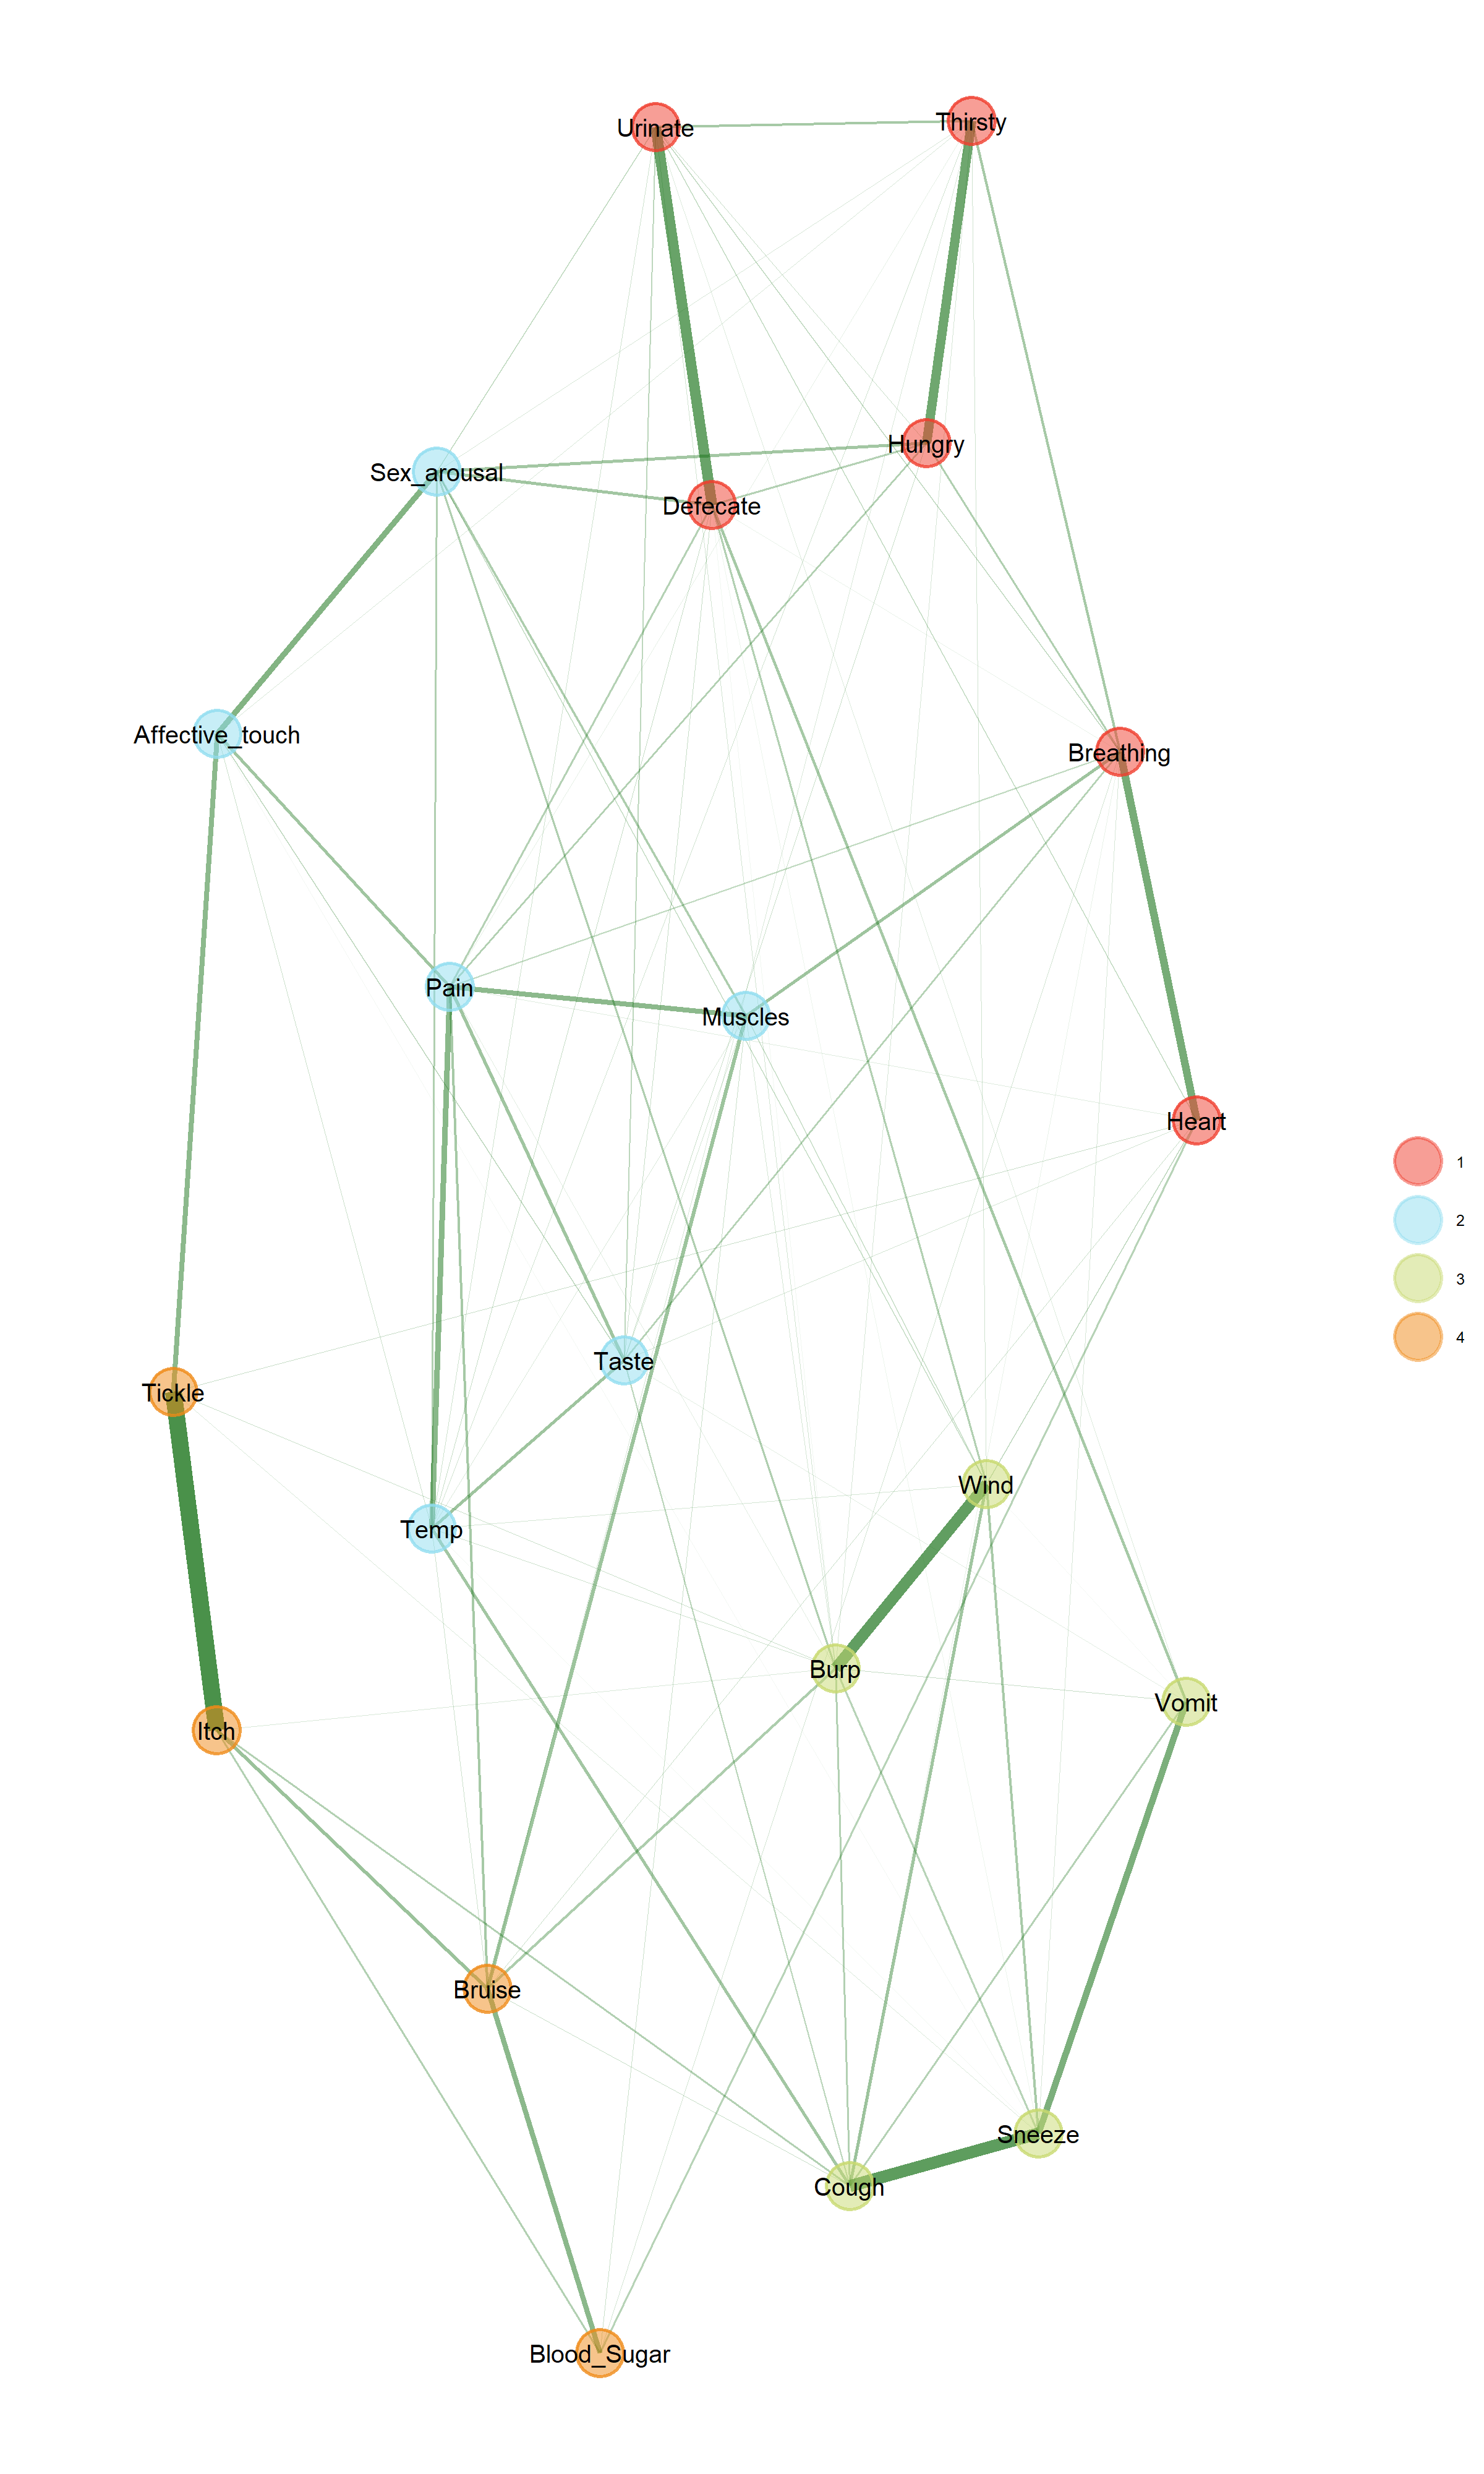 Urinate
Thirsty
Hungry
Sex_arousal
Defecate
Affective_touch
Breathing
Pain
Muscles
Heart
1
2
3
4
Taste
Tickle
Wind
Temp
Burp
Vomit
Itch
Bruise
Sneeze
Cough
Blood_Sugar